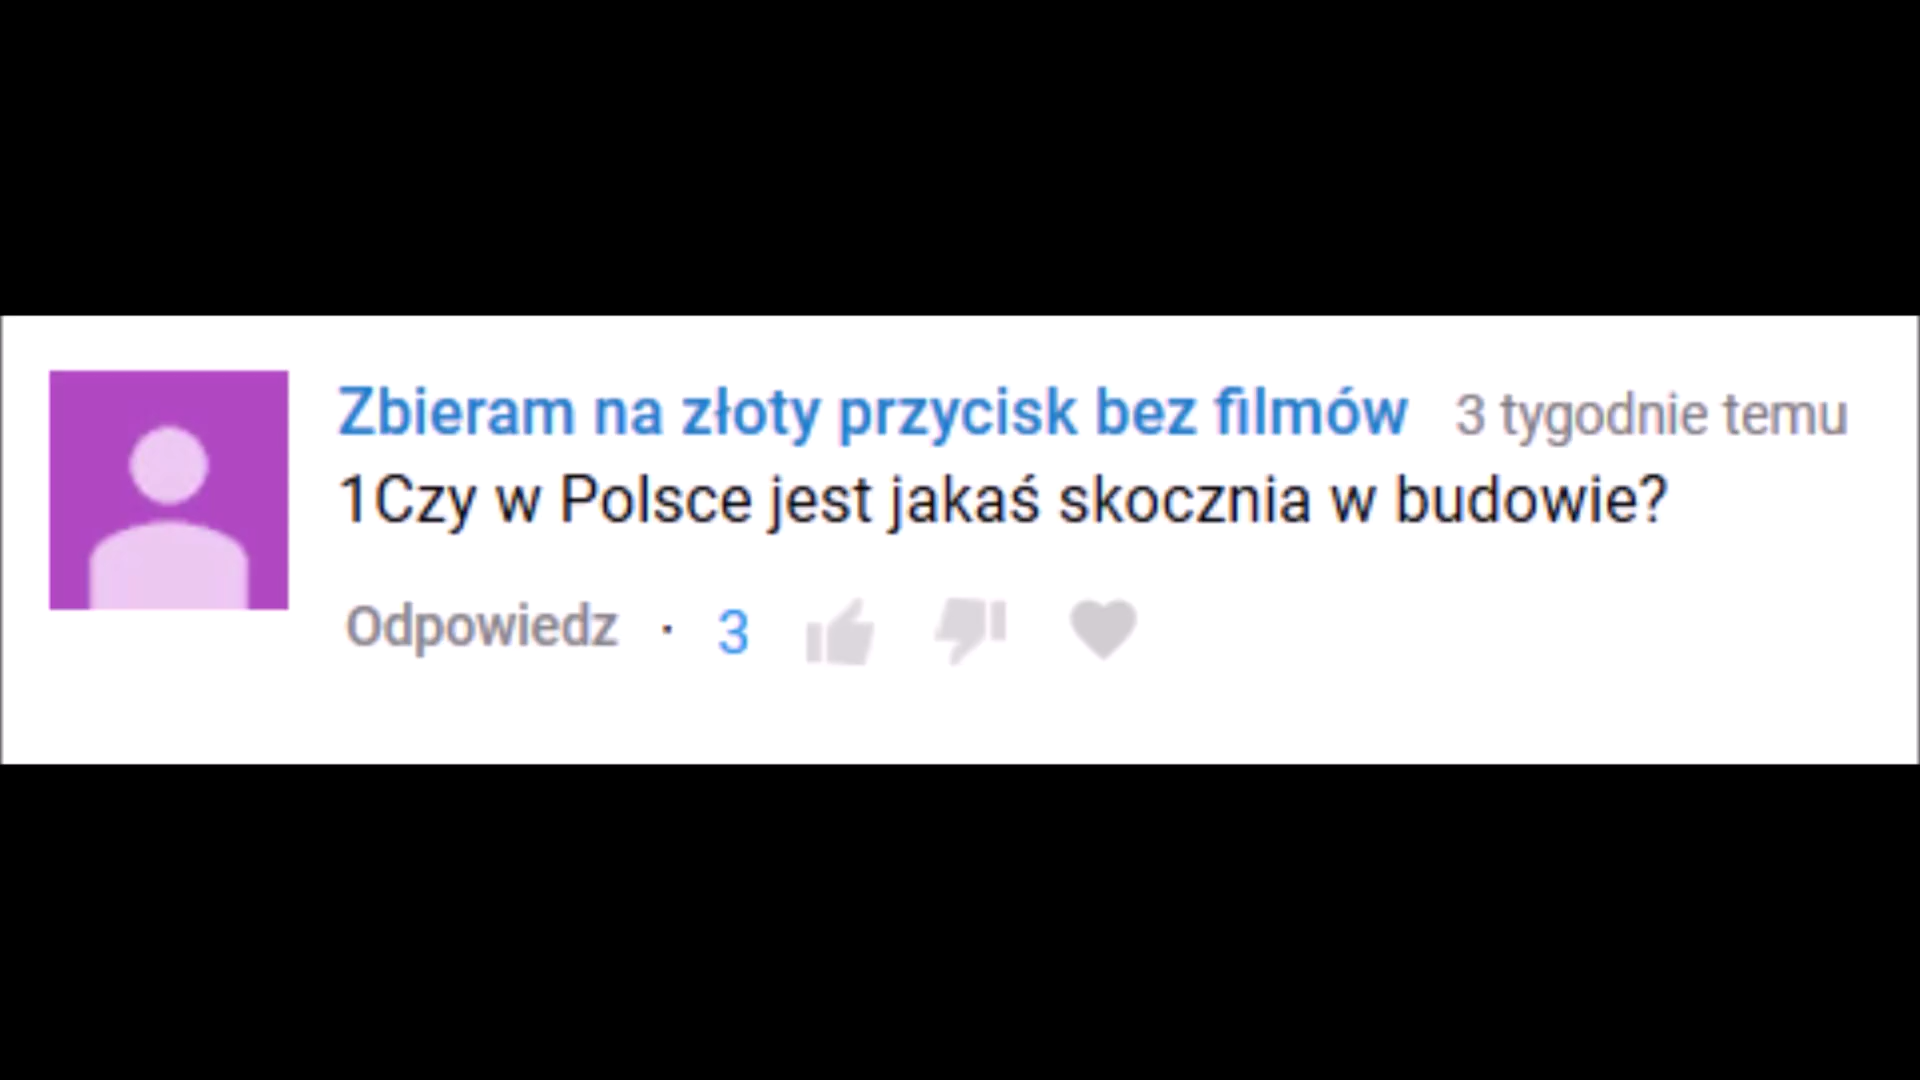 Zbieram na złoty przycisk bez filmów 3 tygodnie temu
1Czy w Polsce jest jakaś skocznia w budowie?
Odpowiedz · 3